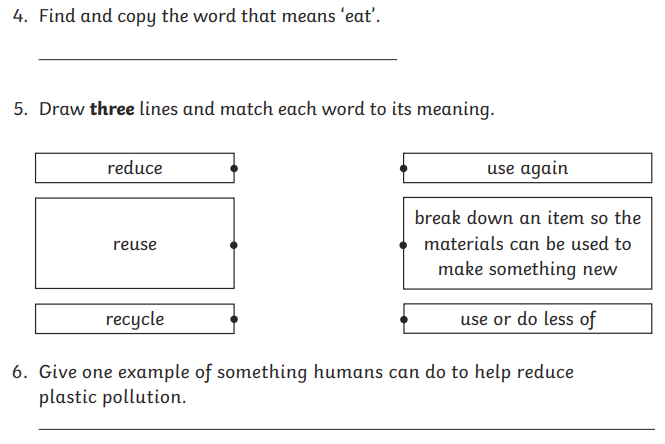 4. Find and copy the word that means ‘eat’.
5. Draw three lines and match each word to its meaning.
reduce
use again
reuse
break down an item so the
materials can be used to
make something new
recycle
use or do less of
6. Give one example of something humans can do to help reduce
plastic pollution.